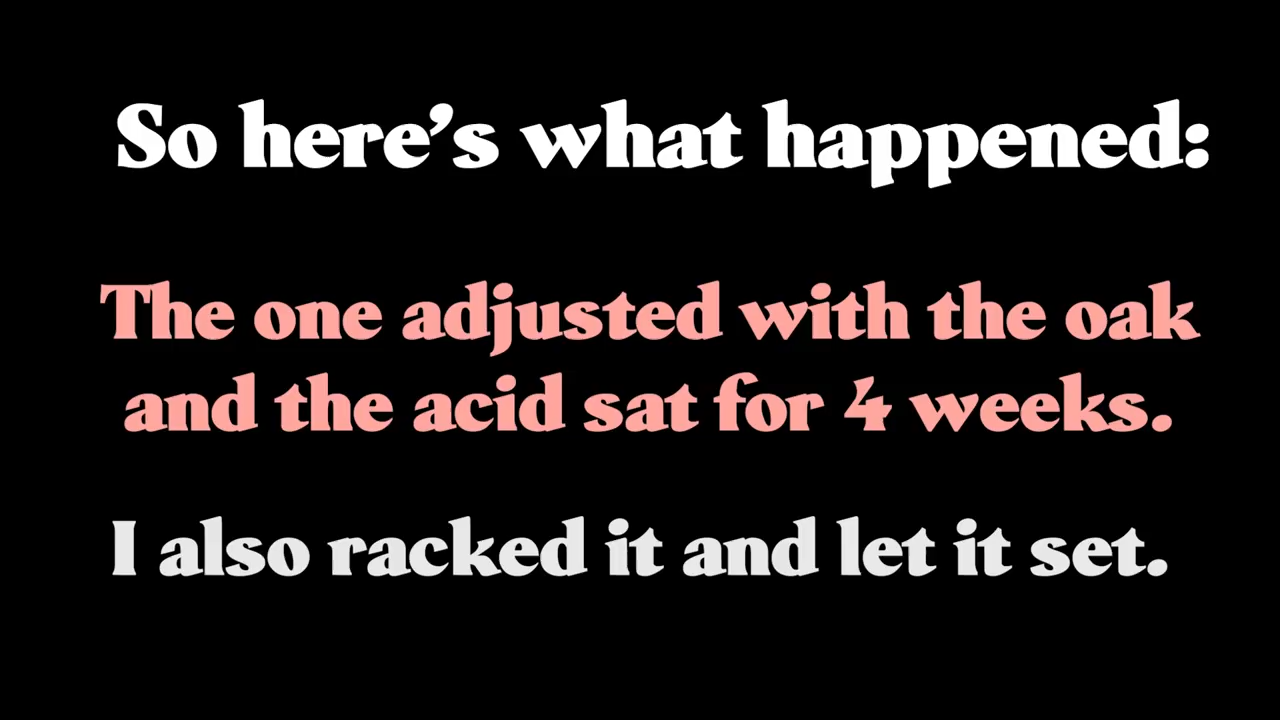 So here’s what happened:
The one adjusted with the oak
and the acid sat for 4 weeks.
I also racked it and let it set.